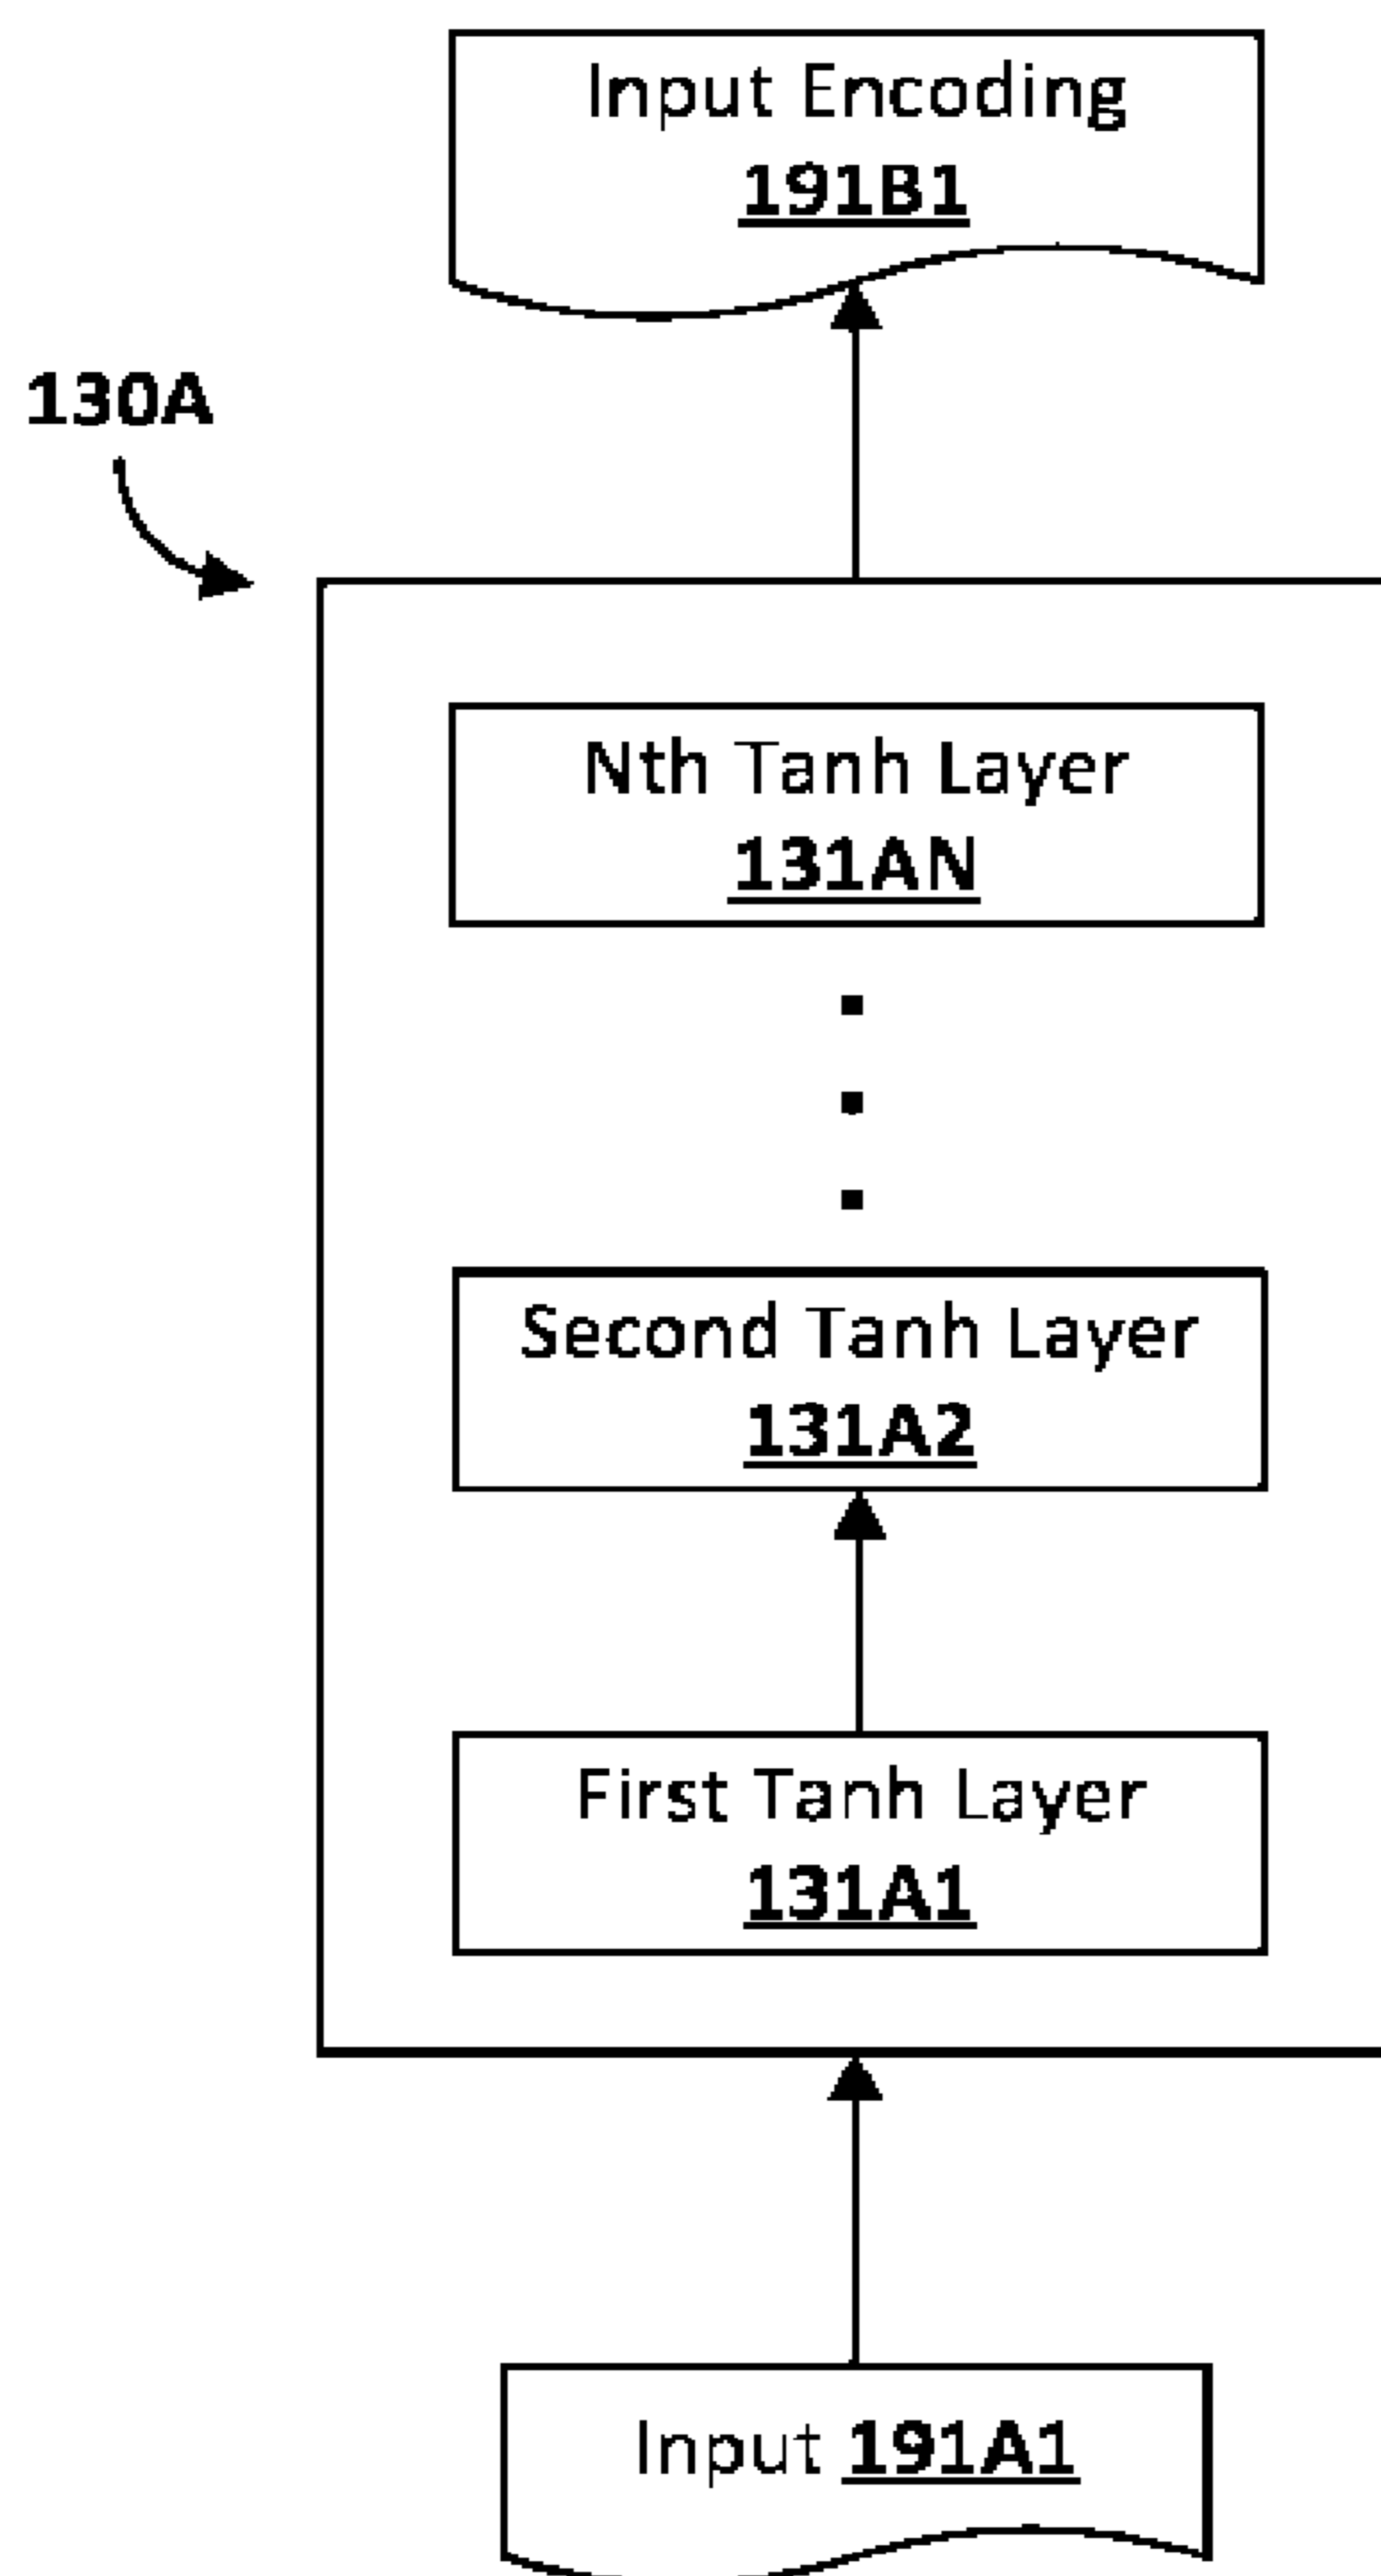 Input Encoding
191B1
130A
Nth Tanh Layer
131AN
Second Tanh Layer
131A2
First Tanh Layer
131A1
Input 191A1